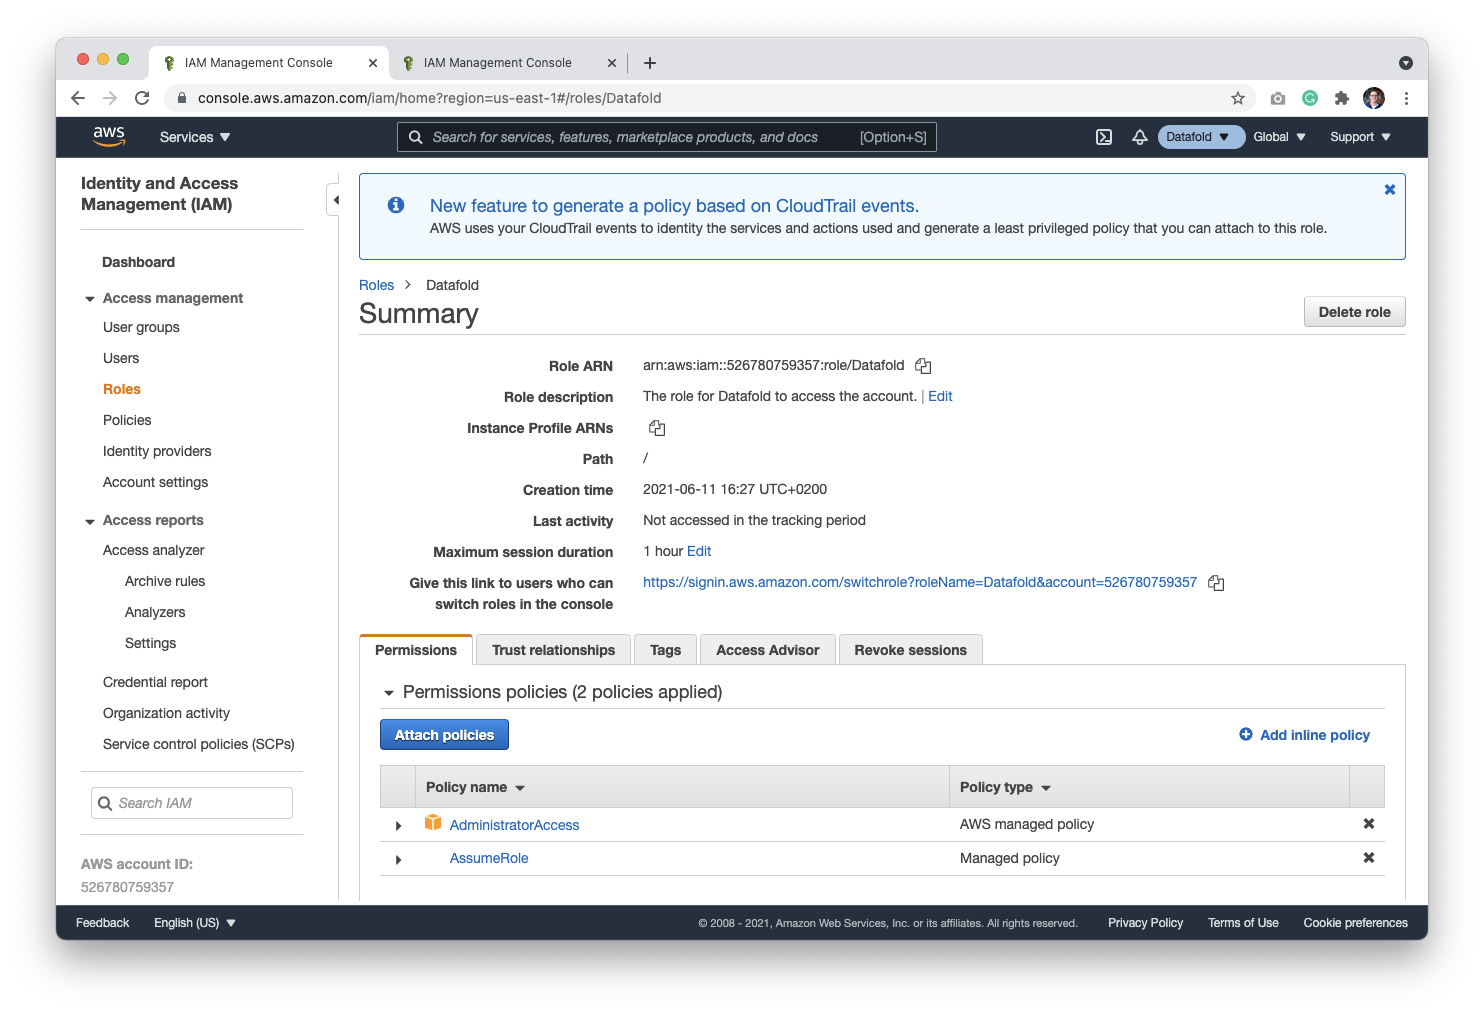 IAM Management Console
IAM Management Console
console.aws.amazon.com/iam/home?region=us-east-1#/roles/Datafold
aws
Services
Search for services, features, marketplace products, and docs [Option+S]
Datafold
Global
Support
Identity and Access
Management (IAM)
Dashboard
Access management
User groups
Users
Roles
Policies
Identity providers
Account settings
Access reports
Access analyzer
Archive rules
Analyzers
Settings
Credential report
Organization activity
Service control policies (SCPs)
Search IAM
AWS account ID:
526780759357
New feature to generate a policy based on CloudTrail events.
AWS uses your CloudTrail events to identity the services and actions used and generate a least privileged policy that you can attach to this role.
Roles > Datafold
Summary
Delete role
Role ARN arn:aws:iam::526780759357:role/Datafold
Role description The role for Datafold to access the account. | Edit
Instance Profile ARNs
Path /
Creation time 2021-06-11 16:27 UTC+0200
Last activity Not accessed in the tracking period
Maximum session duration 1 hour Edit
Give this link to users who can https://signin.aws.amazon.com/switchrole?roleName=Datafold&account=526780759357
switch roles in the console
Permissions Trust relationships Tags Access Advisor Revoke sessions
Permissions policies (2 policies applied)
Attach policies Add inline policy
Policy name Policy type
AdministratorAccess AWS managed policy
AssumeRole Managed policy
Feedback English (US) © 2008 - 2021, Amazon Web Services, Inc. or its affiliates. All rights reserved. Privacy Policy Terms of Use Cookie preferences